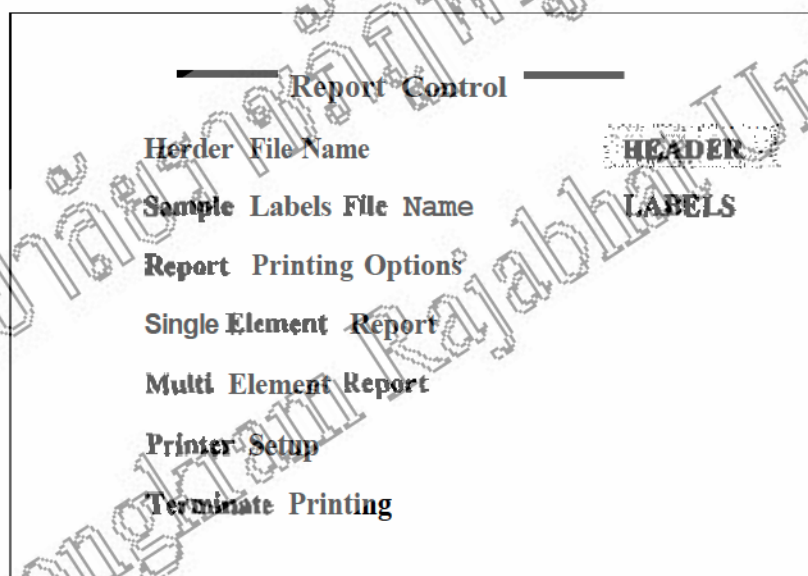 Report Control
Herder File Name HEADER
Sample Labels File Name LABELS
Report Printing Options
Single Element Report
Multi Element Report
Printer Setup
Terminate Printing